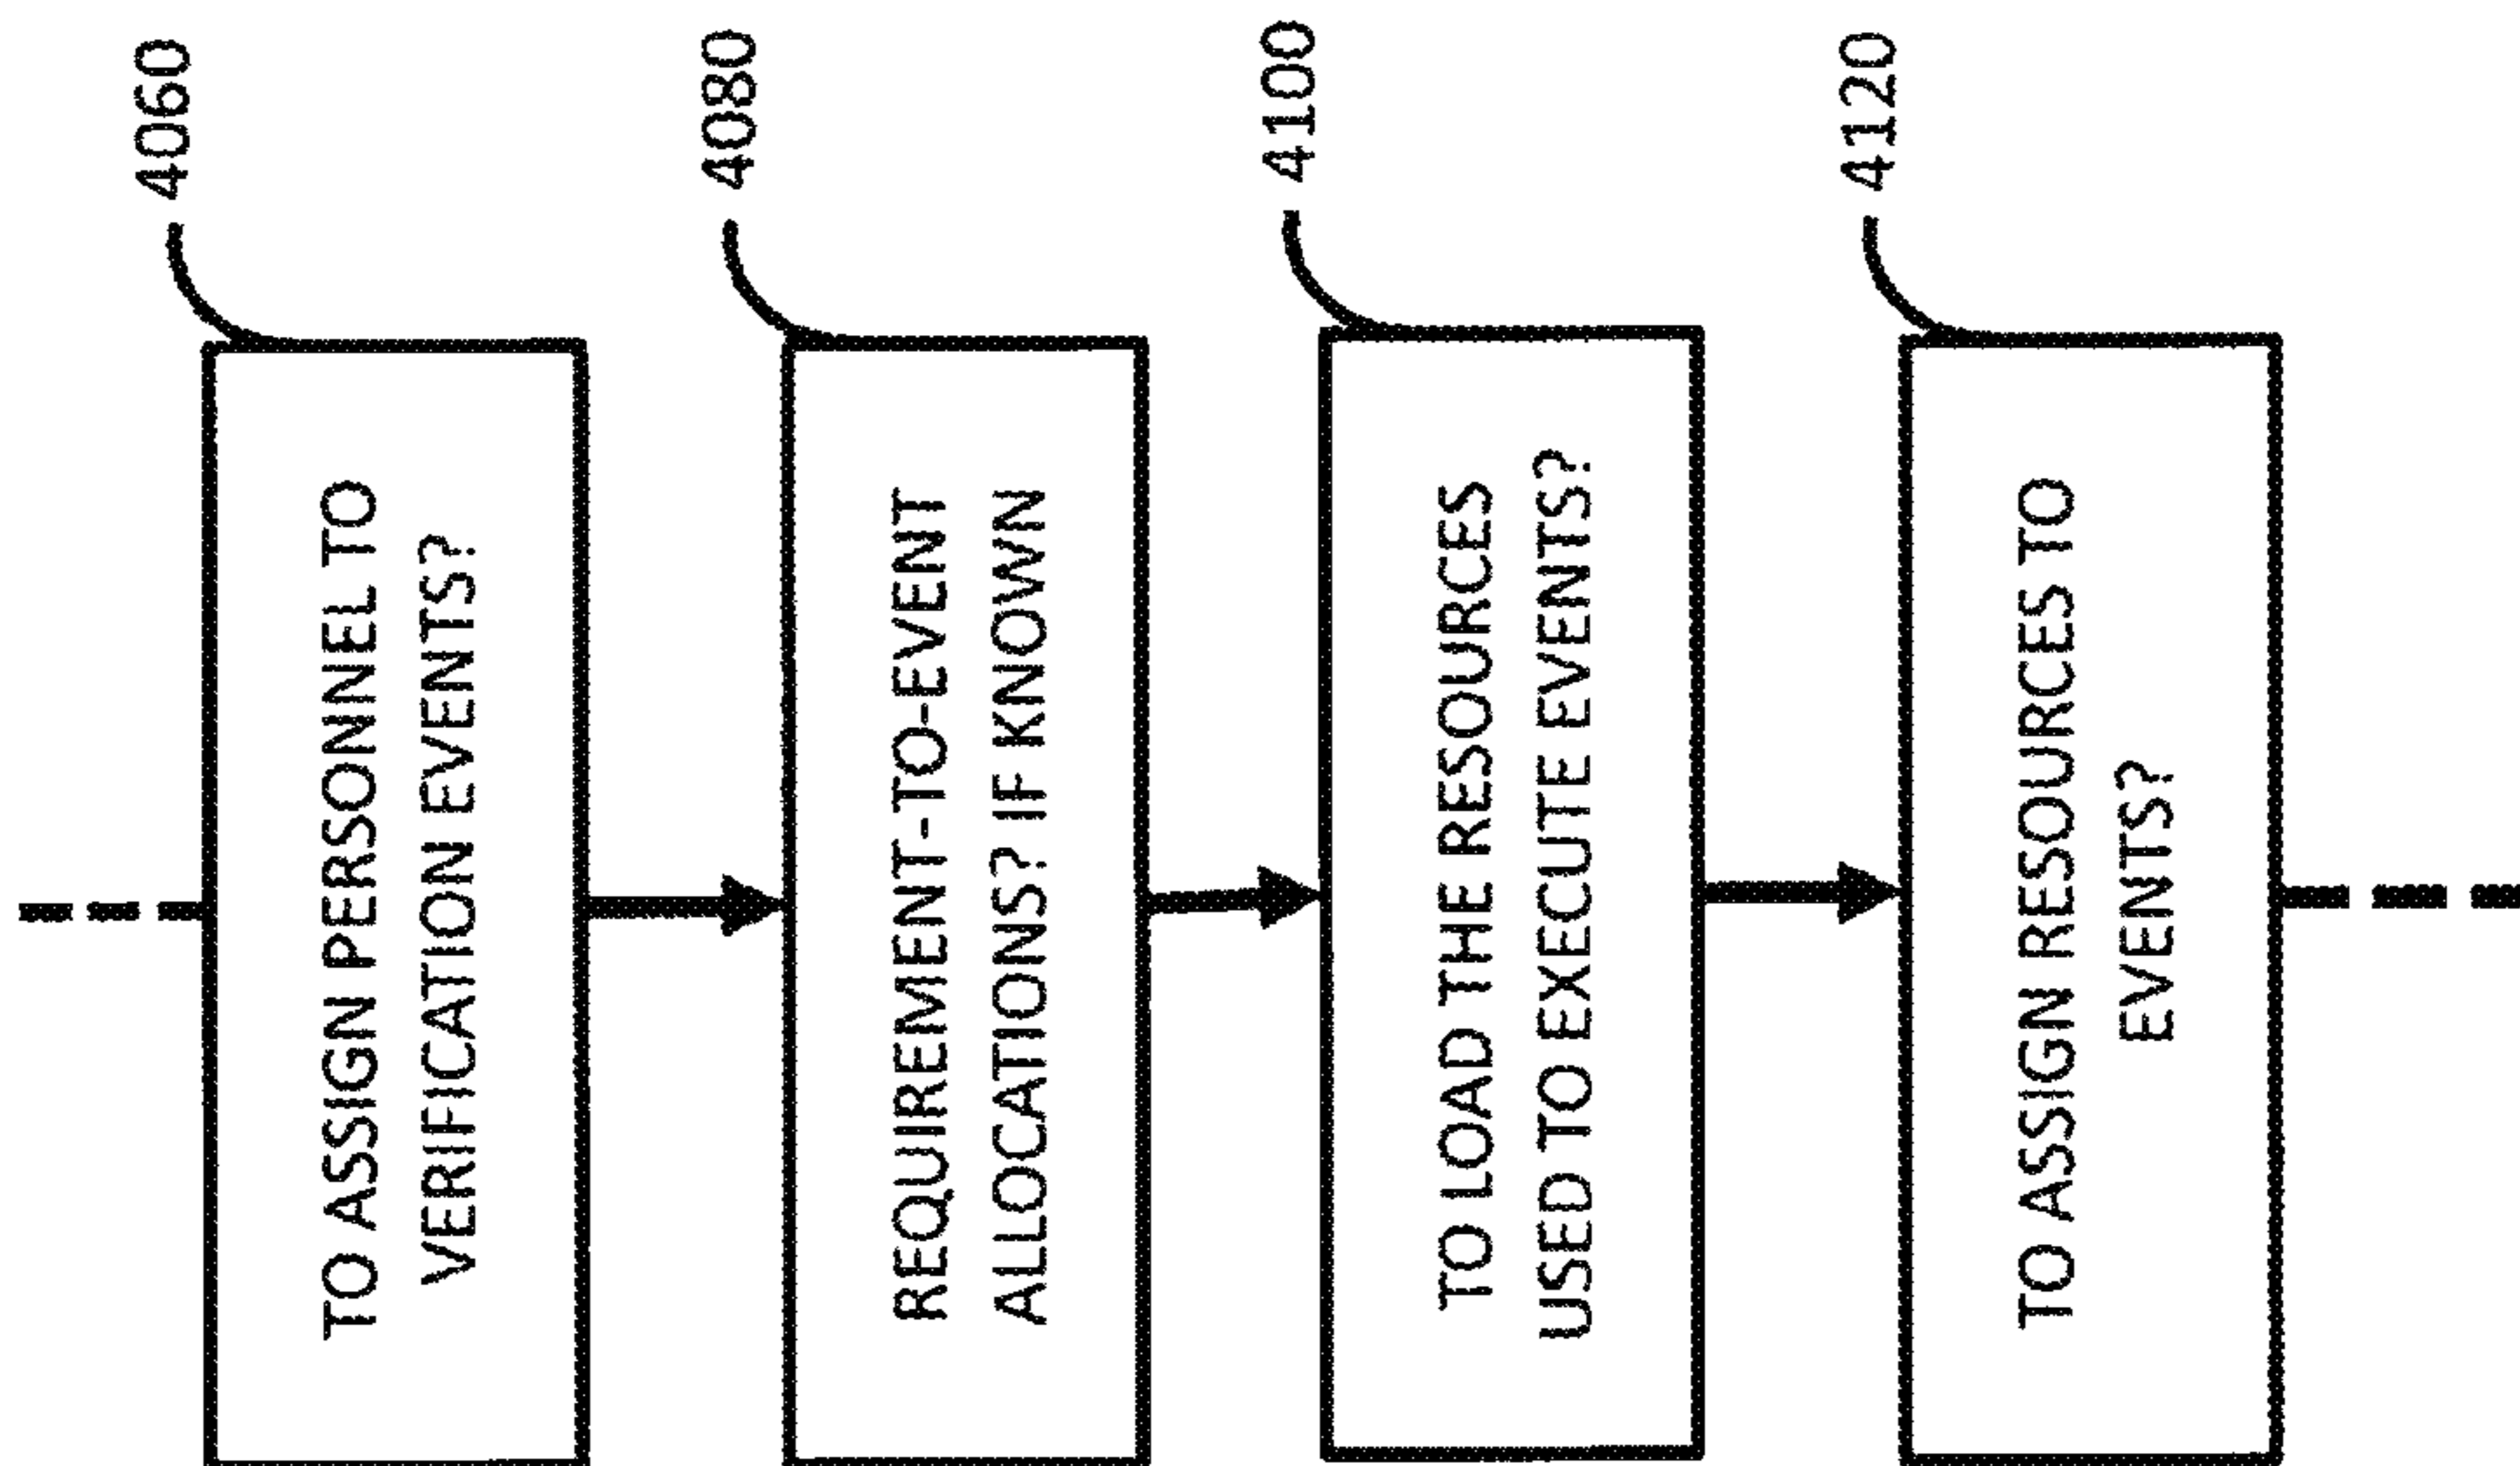 4060
TO ASSIGN PERSONNEL TO
VERIFICATION EVENTS?
4080
REQUIREMENT-TO-EVENT
ALLOCATIONS? IF KNOWN
4100
TO LOAD THE RESOURCES
USED TO EXECUTE EVENTS?
4120
TO ASSIGN RESOURCES TO
EVENTS?